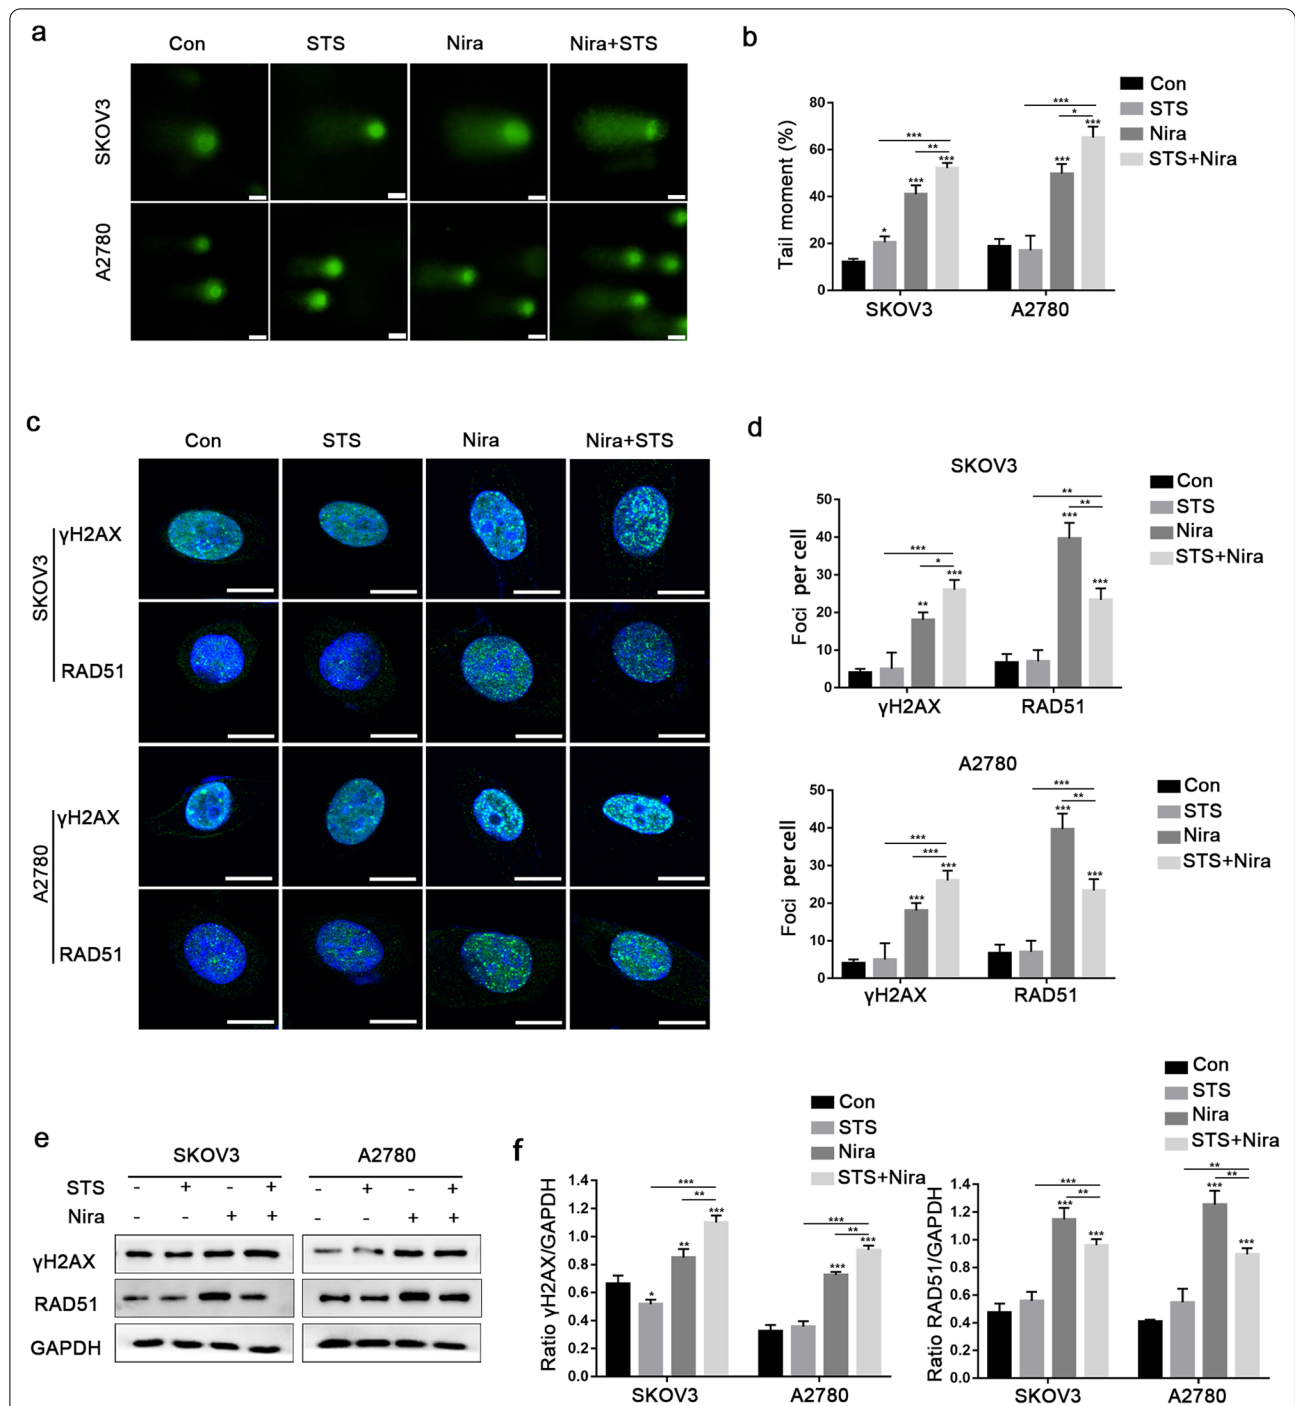 a
Con STS Nira Nira+STS
SKOV3
A2780
b
Con
STS
Nira
STS+Nira
Tail moment (%)
80
60
40
20
0
* *** *** *** **
*** *** *** *
SKOV3 A2780
c
Con STS Nira Nira+STS
SKOV3
γH2AX
RAD51
A2780
γH2AX
RAD51
d
SKOV3
Con
STS
Nira
STS+Nira
Foci per cell
50
40
30
20
10
0
** *** *** *
*** *** ** **
γH2AX RAD51
A2780
Con
STS
Nira
STS+Nira
Foci per cell
50
40
30
20
10
0
*** *** *** ***
*** *** *** **
γH2AX RAD51
e
SKOV3 A2780
STS - + - + - + - +
Nira - - + + - - + +
γH2AX
RAD51
GAPDH
f
Con
STS
Nira
STS+Nira
Ratio γH2AX/GAPDH
1.4
1.2
1.0
0.8
0.6
0.4
0.2
0.0
* ** *** *** **
*** *** *** **
SKOV3 A2780
Con
STS
Nira
STS+Nira
Ratio RAD51/GAPDH
1.4
1.2
1.0
0.8
0.6
0.4
0.2
0.0
*** *** *** **
*** *** ** **
SKOV3 A2780